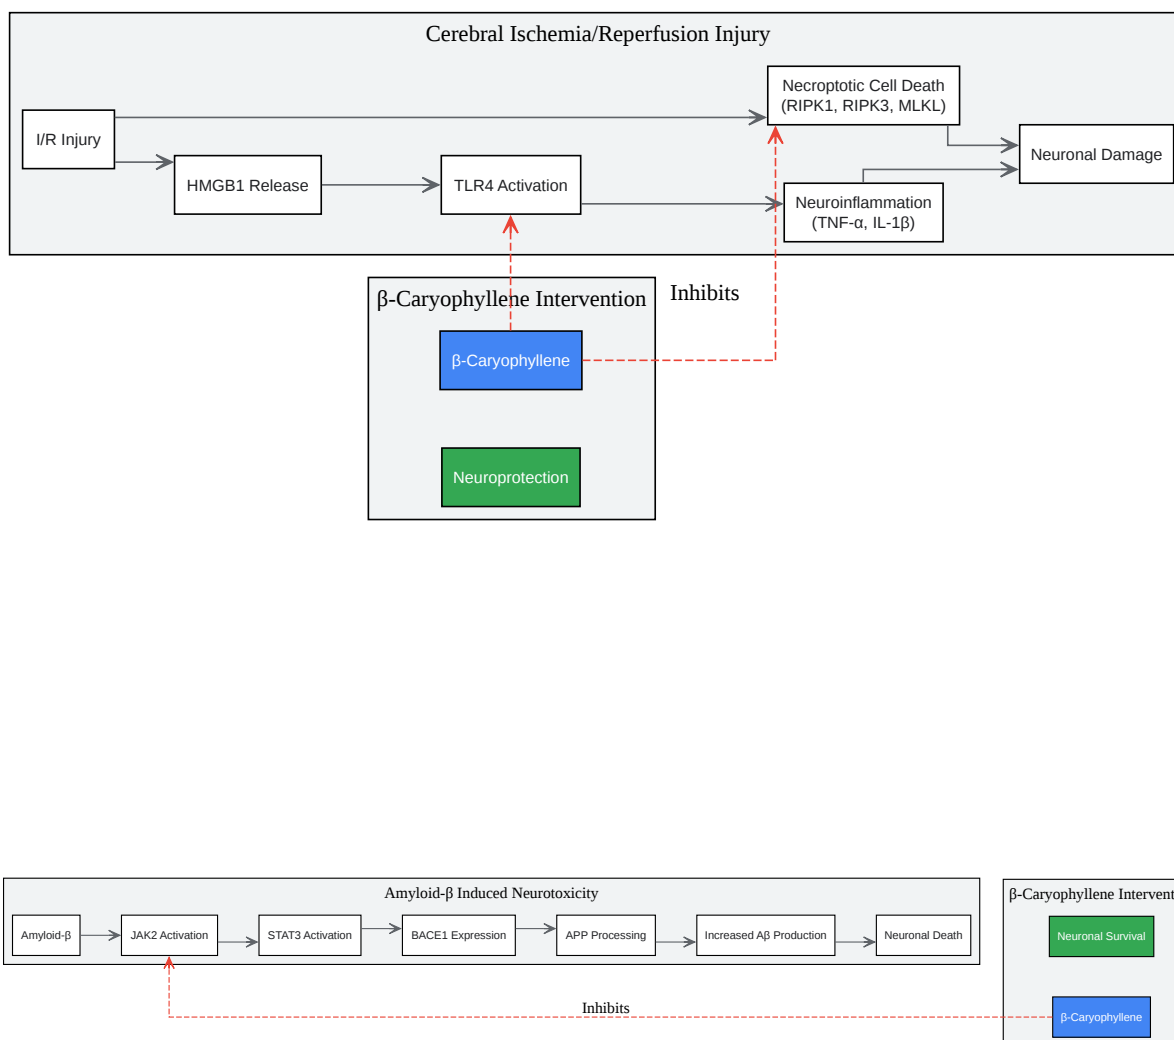 Cerebral Ischemia/Reperfusion Injury
I/R Injury
HMGB1 Release
TLR4 Activation
Necroptotic Cell Death
(RIPK1, RIPK3, MLKL)
Neuroinflammation
(TNF-α, IL-1β)
Neuronal Damage
β-Caryophyllene Intervention
Inhibits
β-Caryophyllene
Neuroprotection
Amyloid-β Induced Neurotoxicity
Amyloid-β
JAK2 Activation
STAT3 Activation
BACE1 Expression
APP Processing
Increased Aβ Production
Neuronal Death
β-Caryophyllene Intervent
Neuronal Survival
Inhibits
β-Caryophyllene